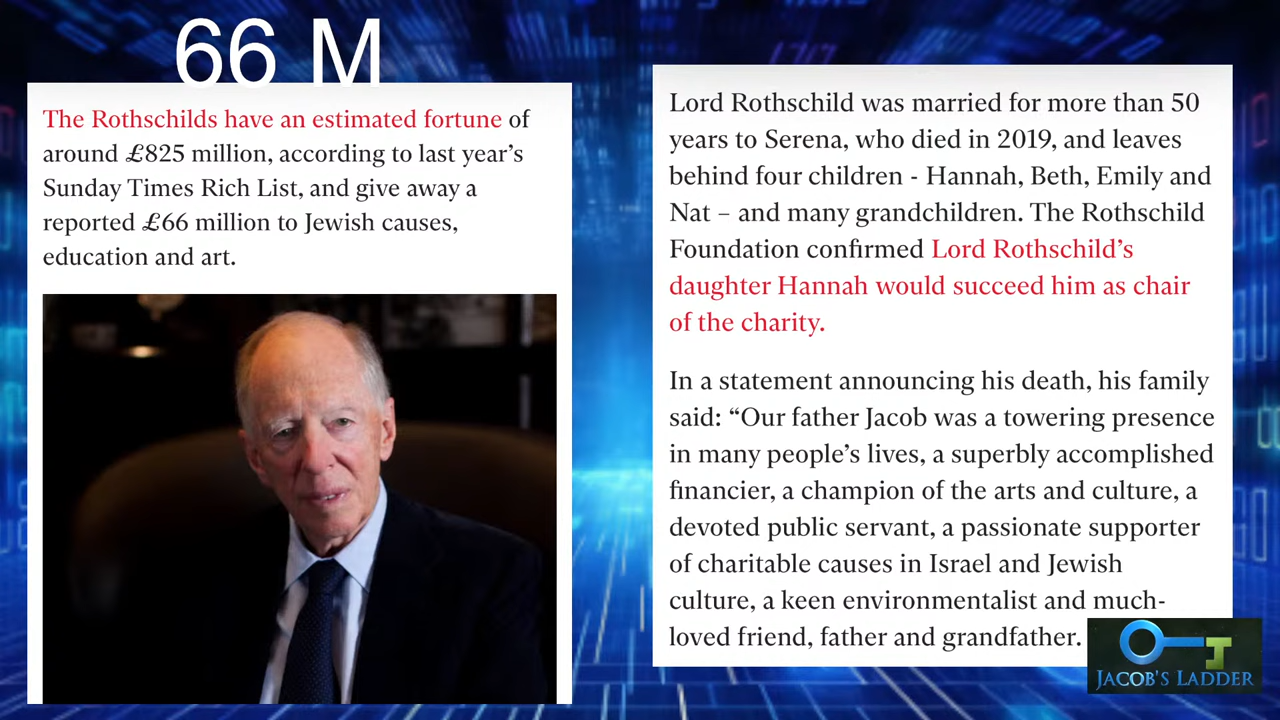 66 M
The Rothschilds have an estimated fortune of
around £825 million, according to last year's
Sunday Times Rich List, and give away a
reported £66 million to Jewish causes,
education and art.
Lord Rothschild was married for more than 50
years to Serena, who died in 2019, and leaves
behind four children - Hannah, Beth, Emily and
Nat – and many grandchildren. The Rothschild
Foundation confirmed Lord Rothschild's
daughter Hannah would succeed him as chair
of the charity.
In a statement announcing his death, his family
said: “Our father Jacob was a towering presence
in many people's lives, a superbly accomplished
financier, a champion of the arts and culture, a
devoted public servant, a passionate supporter
of charitable causes in Israel and Jewish
culture, a keen environmentalist and much-
loved friend, father and grandfather.
JACOB'S LADDER